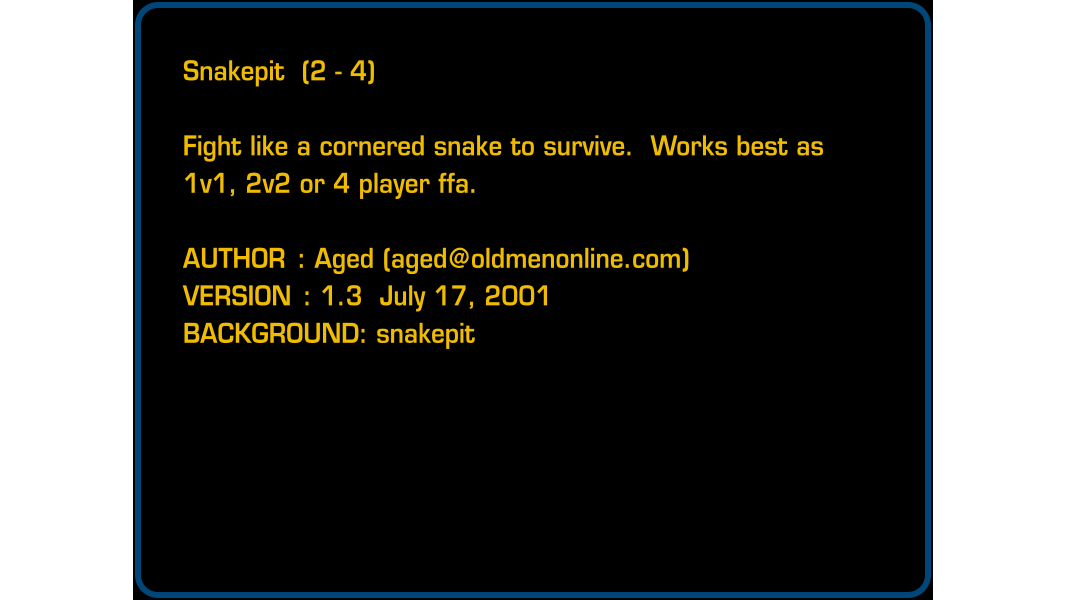 Snakepit  (2 - 4)
Fight like a cornered snake to survive.  Works best as
1v1, 2v2 or 4 player ffa.
AUTHOR  : Aged (aged@oldmenonline.com)
VERSION  : 1.3  July 17, 2001
BACKGROUND: snakepit